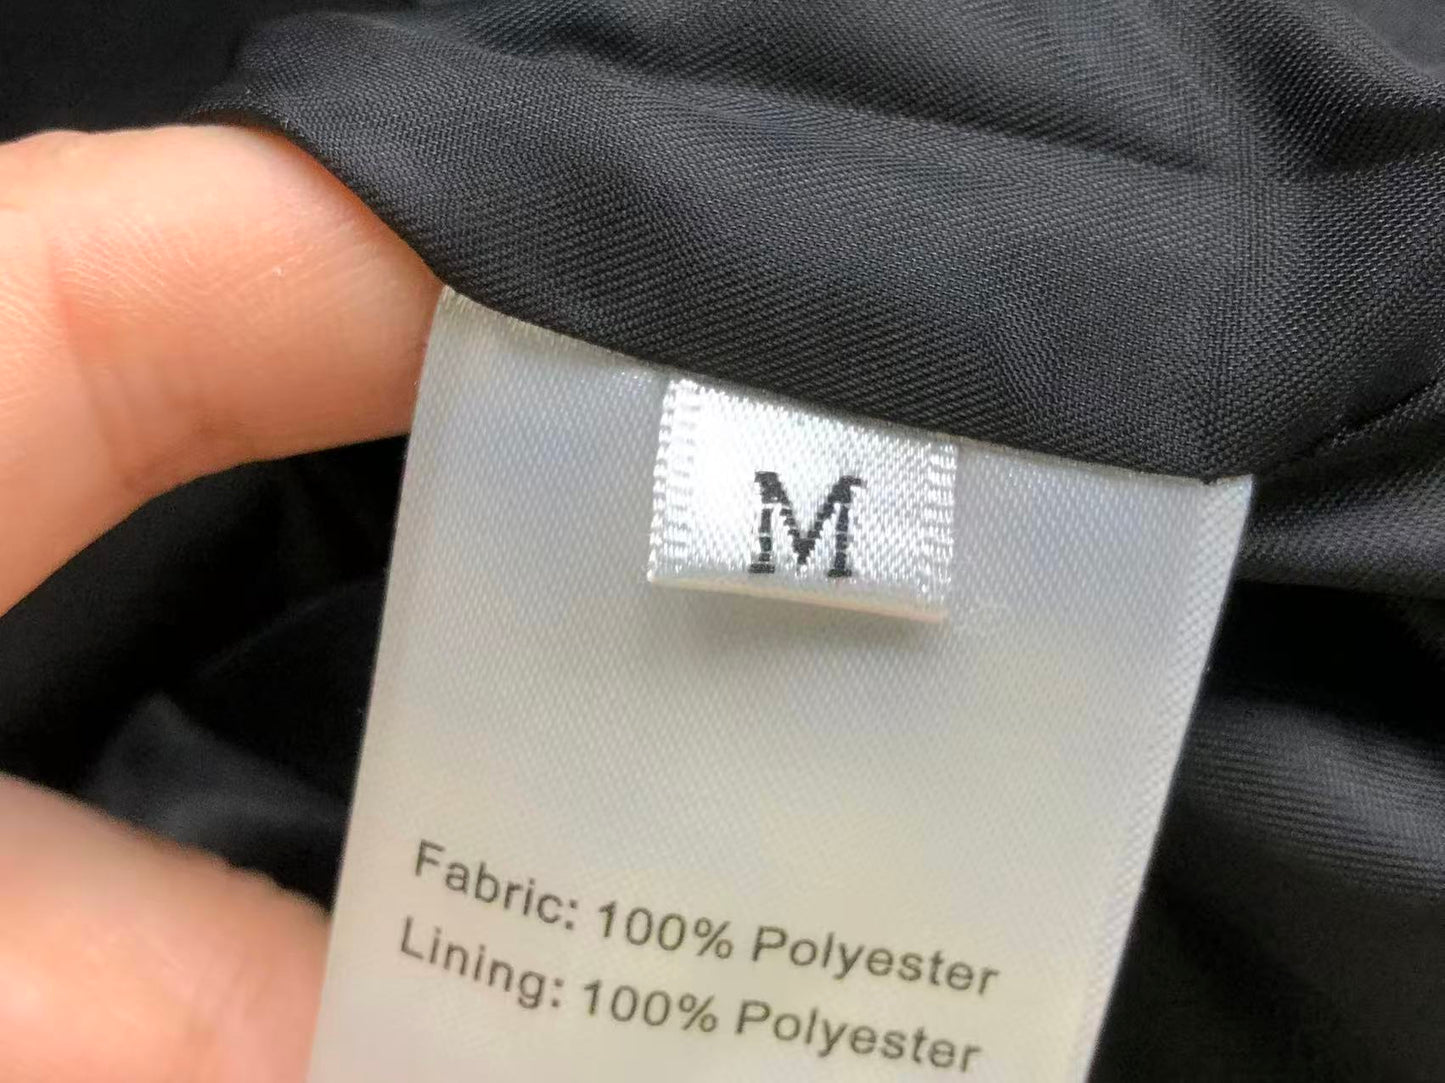 M
Fabric: 100% Polyester
Lining: 100% Polyester